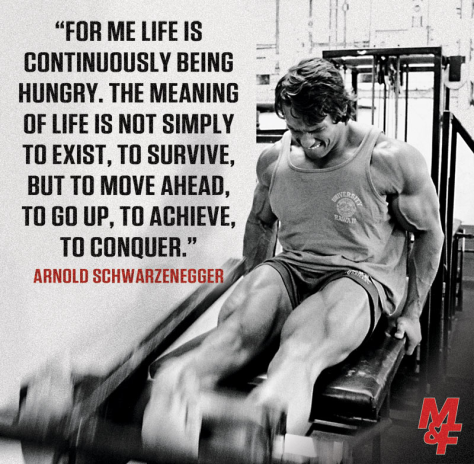 “FOR ME LIFE IS
CONTINUOUSLY BEING
HUNGRY. THE MEANING
OF LIFE IS NOT SIMPLY
TO EXIST, TO SURVIVE,
BUT TO MOVE AHEAD,
TO GO UP, TO ACHIEVE,
TO CONQUER.”
ARNOLD SCHWARZENEGGER
UNIVERSITY
M&F